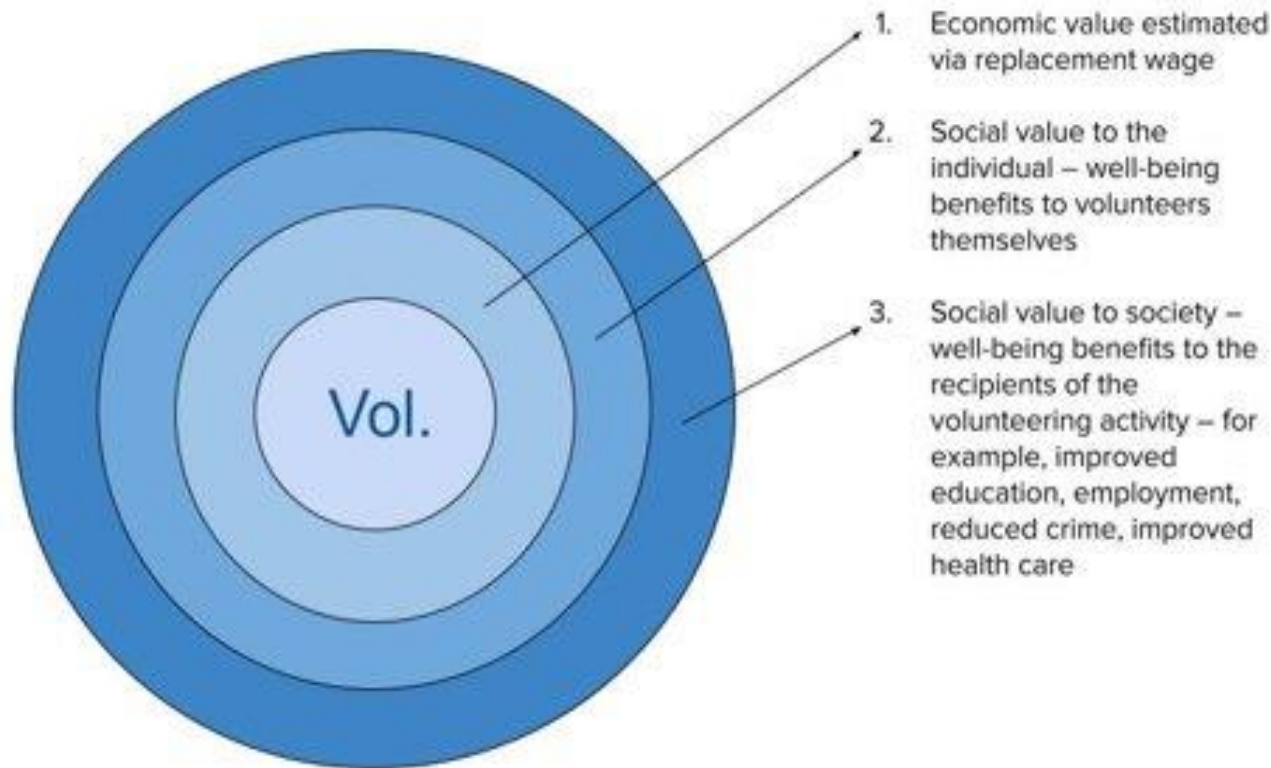 1. Economic value estimated
via replacement wage
2. Social value to the
individual – well-being
benefits to volunteers
themselves
3. Social value to society –
well-being benefits to the
recipients of the
volunteering activity – for
example, improved
education, employment,
reduced crime, improved
health care
Vol.